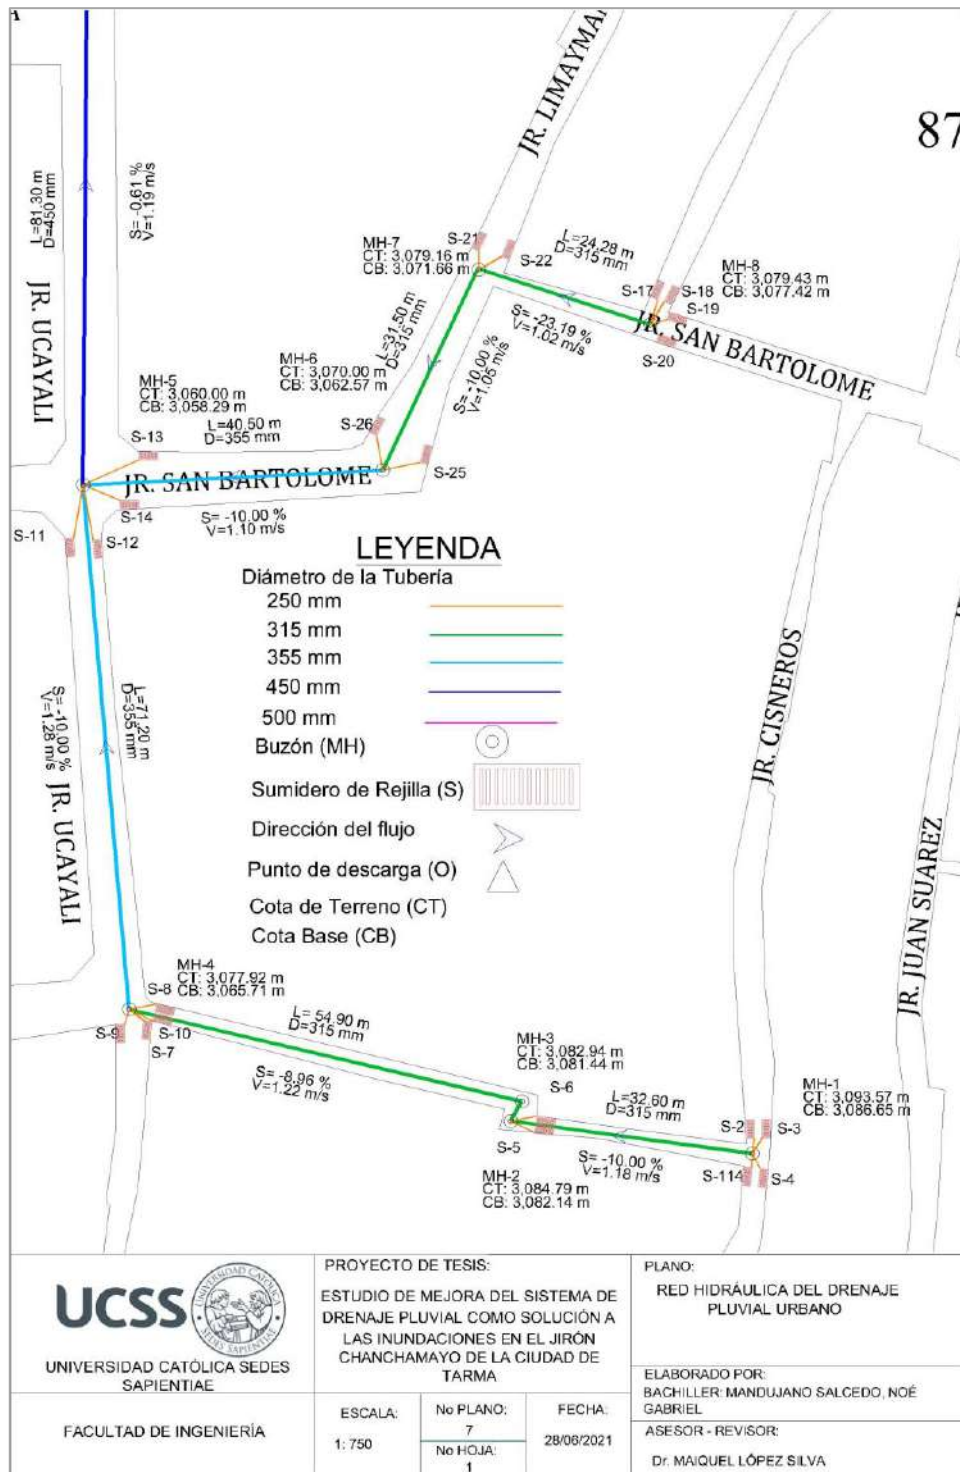 87
JR. LIMAYMA
L=81.30 m
D=450 mm
S= -0.61 %
V=1.19 m/s
JR. UCAYALI
MH-7
CT: 3,079.16 m
CB: 3,071.66 m
S-21
S-22
L=24.28 m
D=315 mm
S= -23.19 %
V=1.02 m/s
MH-8
CT: 3,079.43 m
CB: 3,077.42 m
S-17
S-18
S-19
S-20
JR. SAN BARTOLOME
L=31.50 m
D=315 mm
S= -10.00 %
V=1.05 m/s
MH-6
CT: 3,070.00 m
CB: 3,062.57 m
MH-5
CT: 3,060.00 m
CB: 3,058.29 m
L=40.50 m
D=355 mm
S-26
S-13
S-25
JR. SAN BARTOLOME
S-14
S= -10.00 %
V=1.10 m/s
S-11
S-12
LEYENDA
Diámetro de la Tubería
250 mm
315 mm
355 mm
450 mm
500 mm
Buzón (MH)
Sumidero de Rejilla (S)
Dirección del flujo
Punto de descarga (O)
Cota de Terreno (CT)
Cota Base (CB)
JR. CISNEROS
JR. JUAN SUAREZ
S= -10.00 %
V=1.28 m/s
L=71.20 m
D=355 mm
JR. UCAYALI
MH-4
CT: 3,077.92 m
CB: 3,065.71 m
S-8
S-9
S-10
S-7
L= 54.90 m
D=315 mm
S= -8.96 %
V=1.22 m/s
MH-3
CT: 3,082.94 m
CB: 3,081.44 m
S-6
S-5
L=32.60 m
D=315 mm
S= -10.00 %
V=1.18 m/s
MH-1
CT: 3,093.57 m
CB: 3,086.65 m
S-2
S-3
S-114
S-4
MH-2
CT: 3,084.79 m
CB: 3,082.14 m
UCSS
UNIVERSIDAD CATÓLICA
SEDES SAPIENTIAE
UNIVERSIDAD CATÓLICA SEDES
SAPIENTIAE
FACULTAD DE INGENIERÍA
PROYECTO DE TESIS:
ESTUDIO DE MEJORA DEL SISTEMA DE
DRENAJE PLUVIAL COMO SOLUCIÓN A
LAS INUNDACIONES EN EL JIRÓN
CHANCHAMAYO DE LA CIUDAD DE
TARMA
ESCALA:
1: 750
No PLANO:
7
No HOJA:
1
FECHA:
28/06/2021
PLANO:
RED HIDRÁULICA DEL DRENAJE
PLUVIAL URBANO
ELABORADO POR:
BACHILLER: MANDUJANO SALCEDO, NOÉ
GABRIEL
ASESOR - REVISOR:
Dr. MAIQUEL LÓPEZ SILVA